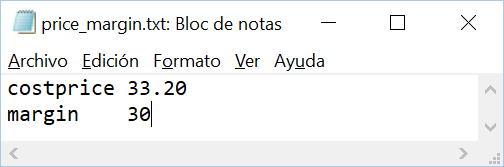 price_margin.txt: Bloc de notas
Archivo Edición Formato Ver Ayuda
costprice 33.20
margin    30